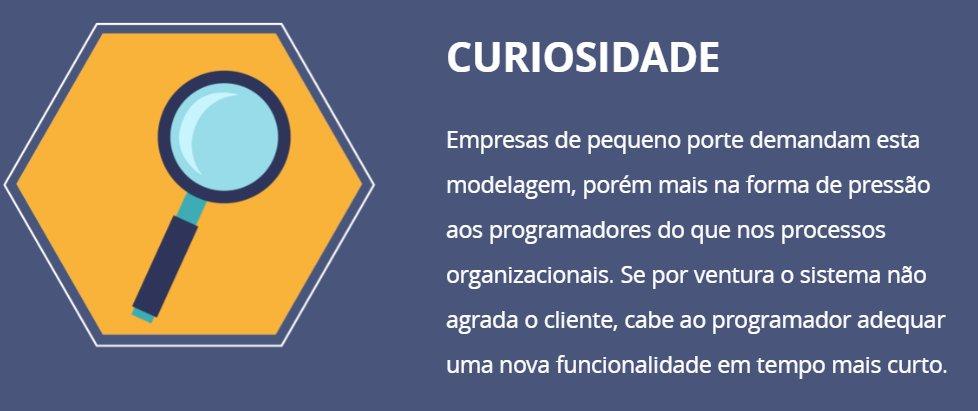 CURIOSIDADE
Empresas de pequeno porte demandam esta
modelagem, porém mais na forma de pressão
aos programadores do que nos processos
organizacionais. Se por ventura o sistema não
agrada o cliente, cabe ao programador adequar
uma nova funcionalidade em tempo mais curto.